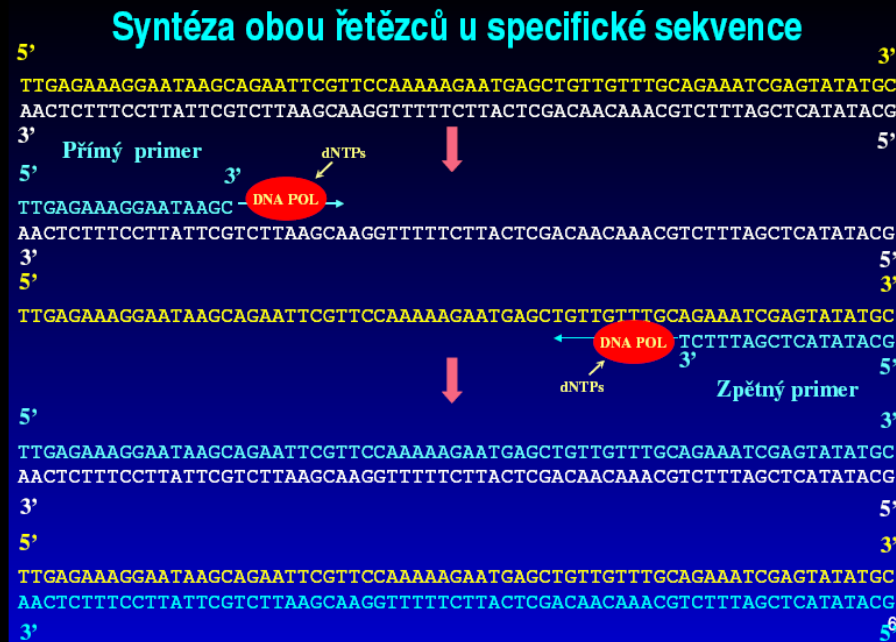 Syntéza obou řetězců u specifické sekvence
5’ 3’
TTGAGAAAGGAATAAGCAGAATTCGTTCCAAAAAGAATGAGCTGTTGTTTGCAGAAATCGAGTATATGC
AACTCTTTCCTTATTCGTCTTAAGCAAGGTTTTTCTTACTCGACAACAAACGTCTTTAGCTCATATACG
3’ 5’
Přímý primer dNTPs
5’ 3’
TTGAGAAAGGAATAAGC DNA POL
AACTCTTTCCTTATTCGTCTTAAGCAAGGTTTTTCTTACTCGACAACAAACGTCTTTAGCTCATATACG
3’ 5’
5’ 3’
TTGAGAAAGGAATAAGCAGAATTCGTTCCAAAAAGAATGAGCTGTTGTTTGCAGAAATCGAGTATATGC
DNA POL TCTTTAGCTCATATACG
3’ 5’
dNTPs Zpětný primer
5’ 3’
TTGAGAAAGGAATAAGCAGAATTCGTTCCAAAAAGAATGAGCTGTTGTTTGCAGAAATCGAGTATATGC
AACTCTTTCCTTATTCGTCTTAAGCAAGGTTTTTCTTACTCGACAACAAACGTCTTTAGCTCATATACG
3’ 5’
5’ 3’
TTGAGAAAGGAATAAGCAGAATTCGTTCCAAAAAGAATGAGCTGTTGTTTGCAGAAATCGAGTATATGC
AACTCTTTCCTTATTCGTCTTAAGCAAGGTTTTTCTTACTCGACAACAAACGTCTTTAGCTCATATACG
3’ 5’